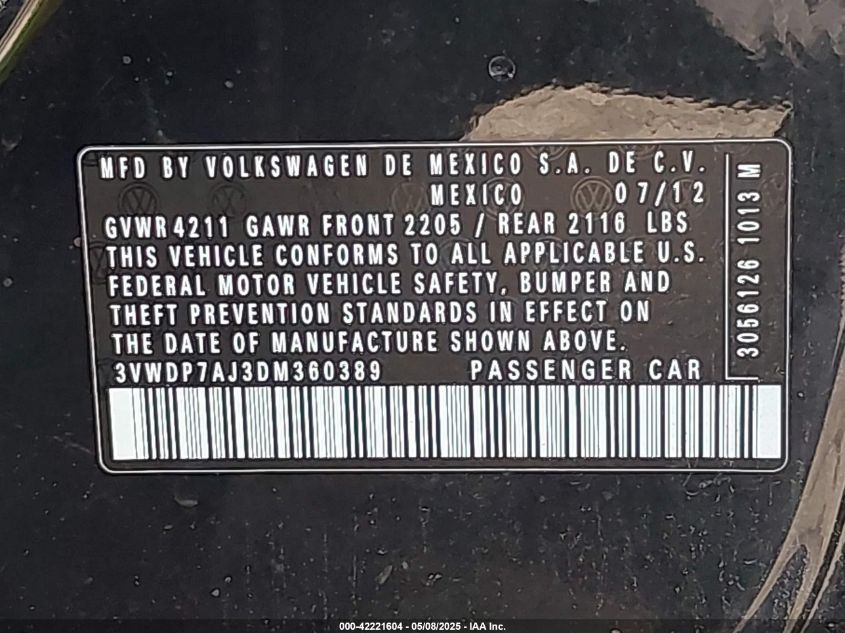 MFD BY VOLKSWAGEN DE MEXICO S.A. DE C.V.
MEXICO 07/12
GVWR 4211 GAWR FRONT 2205 / REAR 2116 LBS
THIS VEHICLE CONFORMS TO ALL APPLICABLE U.S.
FEDERAL MOTOR VEHICLE SAFETY, BUMPER AND
THEFT PREVENTION STANDARDS IN EFFECT ON
THE DATE OF MANUFACTURE SHOWN ABOVE.
3VWDP7AJ3DM360389 PASSENGER CAR
3056126 1013 M
000-42221604 - 05/08/2025 - IAA Inc.